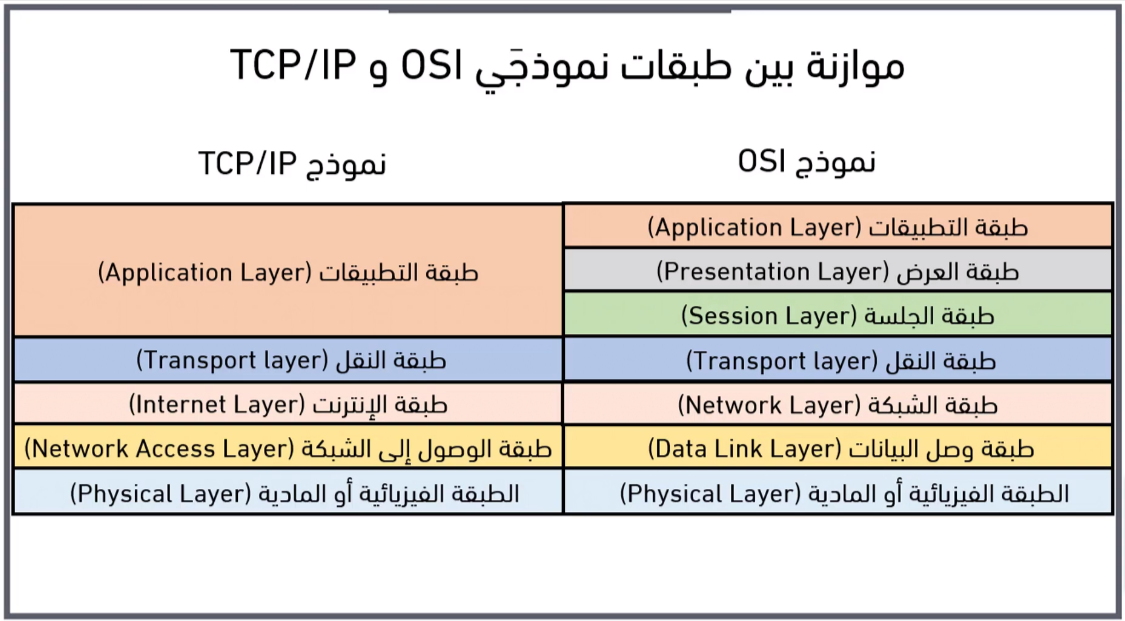 موازنة بين طبقات نموذجَي OSI و TCP/IP
نموذج OSI
نموذج TCP/IP
طبقة التطبيقات (Application Layer)
طبقة العرض (Presentation Layer)
طبقة الجلسة (Session Layer)
طبقة التطبيقات (Application Layer)
طبقة النقل (Transport layer)
طبقة النقل (Transport layer)
طبقة الشبكة (Network Layer)
طبقة الإنترنت (Internet Layer)
طبقة وصل البيانات (Data Link Layer)
طبقة الوصول إلى الشبكة (Network Access Layer)
الطبقة الفيزيائية أو المادية (Physical Layer)
الطبقة الفيزيائية أو المادية (Physical Layer)